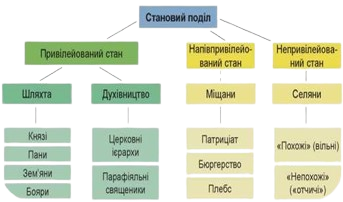 Становий поділ
Привілейований стан
Напівпривілейо-
ований стан
Непривілейова-
ний стан
Шляхта
Духівництво
Міщани
Селяни
Князі
Пани
Зем'яни
Бояри
Церковні
ієрархи
Парафіяльні
священики
Патриціат
Бюргерство
Плебс
«Похожі» (вільні)
«Непохожі»
(«отчичі»)